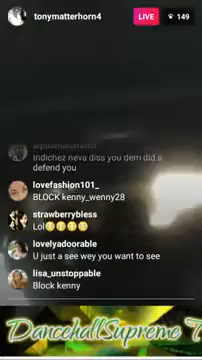 tonymatterhorn4
LIVE
149
Indichez neva diss you dem did.a
defend you
lovefashion101_
BLOCK kenny_wenny28
strawberrybless
Lol
lovelyadoorable
U just a see wey you want to see
lisa_unstoppable
Block kenny
DancehallSupreme T